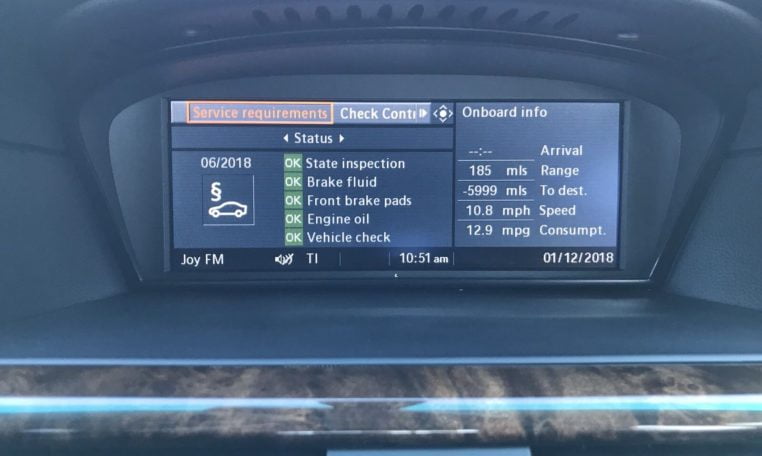 Service requirements Check Contr
Status
06/2018
§
OK State inspection
OK Brake fluid
OK Front brake pads
OK Engine oil
OK Vehicle check
Onboard info
--:-- Arrival
185 mls Range
-5999 mls To dest.
10.8 mph Speed
12.9 mpg Consumpt.
Joy FM TI 10:51 am 01/12/2018